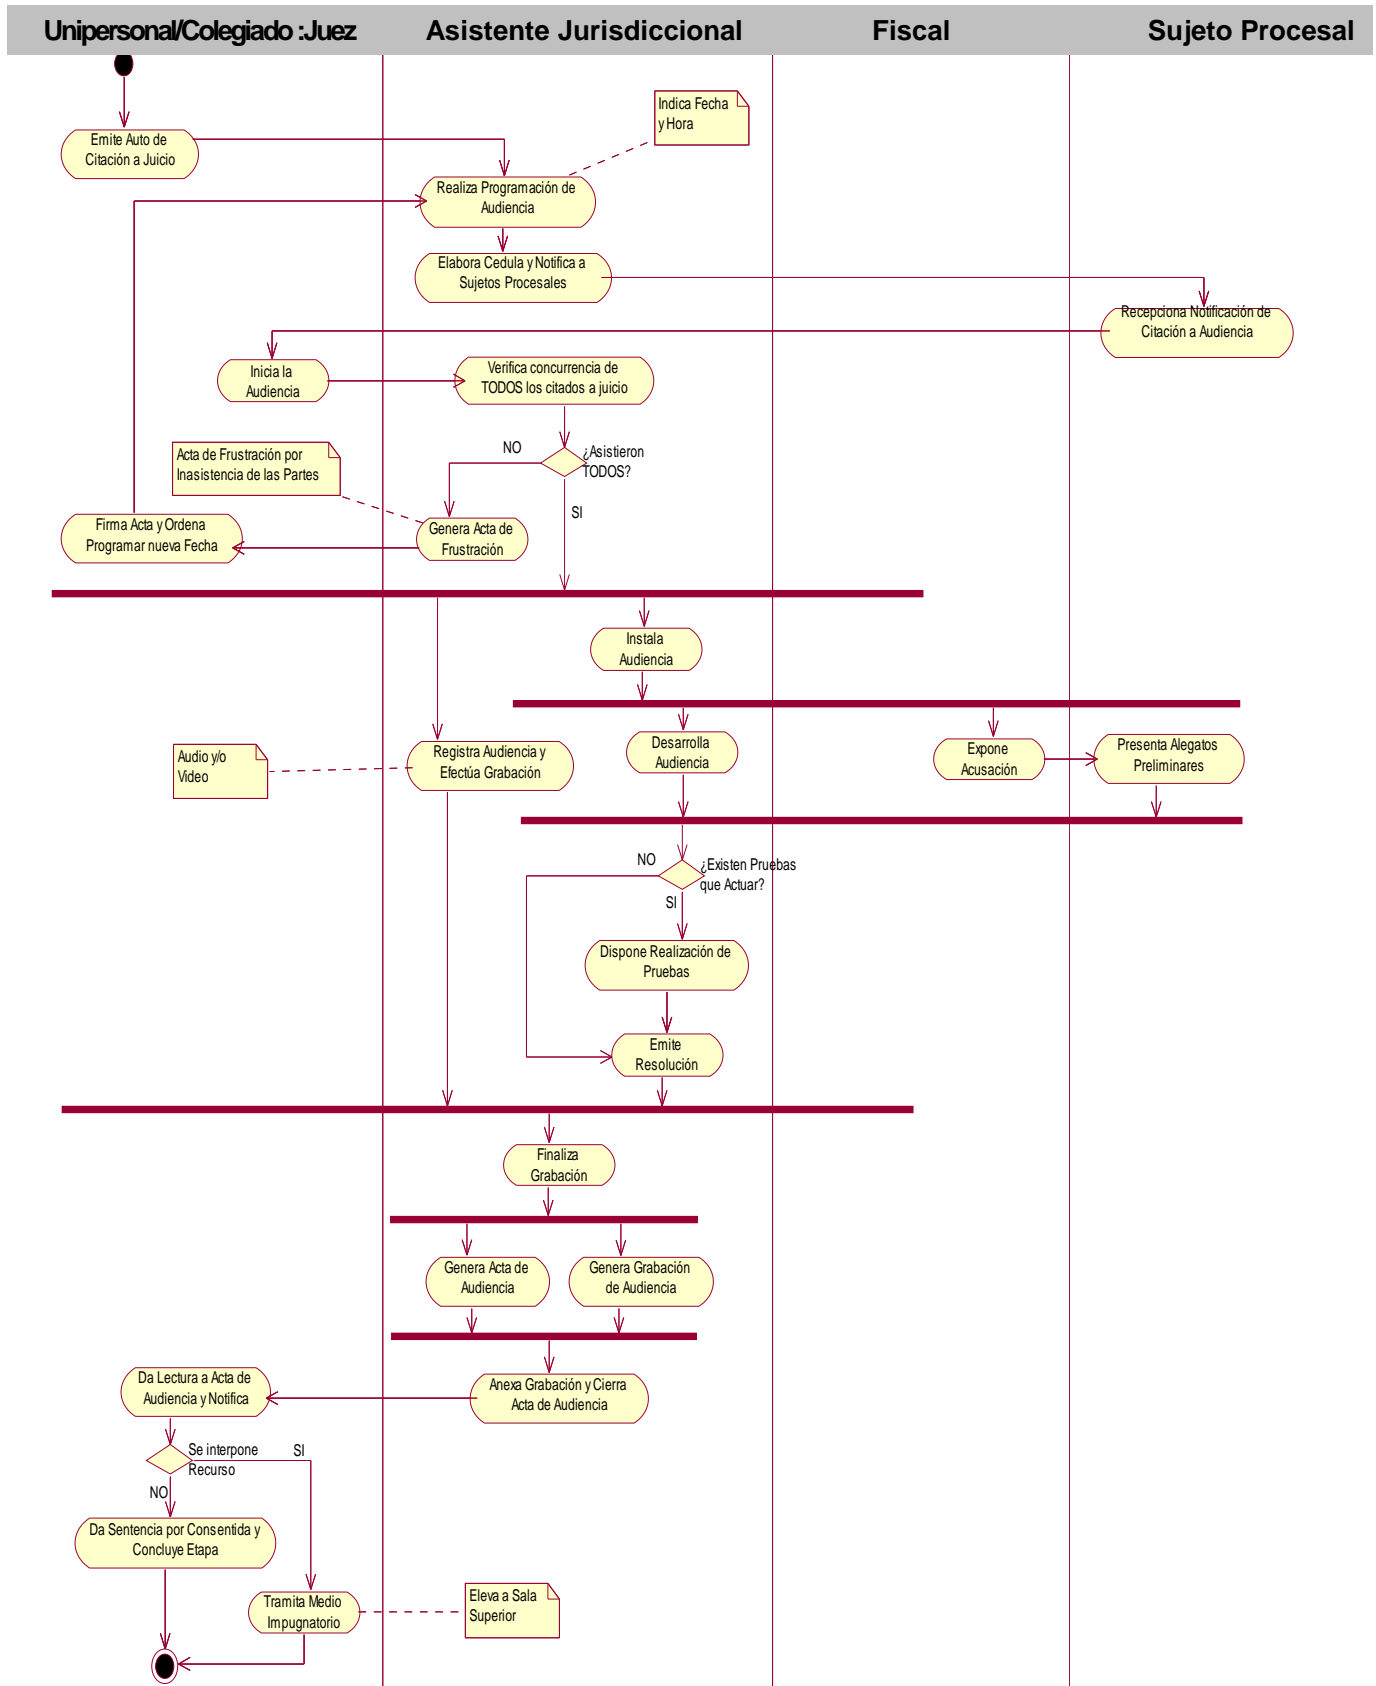 Unipersonal/Colegiado :Juez
Asistente Jurisdiccional
Fiscal
Sujeto Procesal
Indica Fecha
y Hora
Emite Auto de
Citación a Juicio
Realiza Programación de
Audiencia
Elabora Cedula y Notifica a
Sujetos Procesales
Recepciona Notificación de
Citación a Audiencia
Inicia la
Audiencia
Verifica concurrencia de
TODOS los citados a juicio
NO
¿Asistieron
TODOS?
Acta de Frustración por
Inasistencia de las Partes
SI
Firma Acta y Ordena
Programar nueva Fecha
Genera Acta de
Frustración
Instala
Audiencia
Audio y/o
Video
Registra Audiencia y
Efectúa Grabación
Desarrolla
Audiencia
Expone
Acusación
Presenta Alegatos
Preliminares
NO
¿Existen Pruebas
que Actuar?
SI
Dispone Realización de
Pruebas
Emite
Resolución
Finaliza
Grabación
Genera Acta de
Audiencia
Genera Grabación
de Audiencia
Da Lectura a Acta de
Audiencia y Notifica
Anexa Grabación y Cierra
Acta de Audiencia
Se interpone
Recurso
SI
NO
Da Sentencia por Consentida y
Concluye Etapa
Tramita Medio
Impugnatorio
Eleva a Sala
Superior